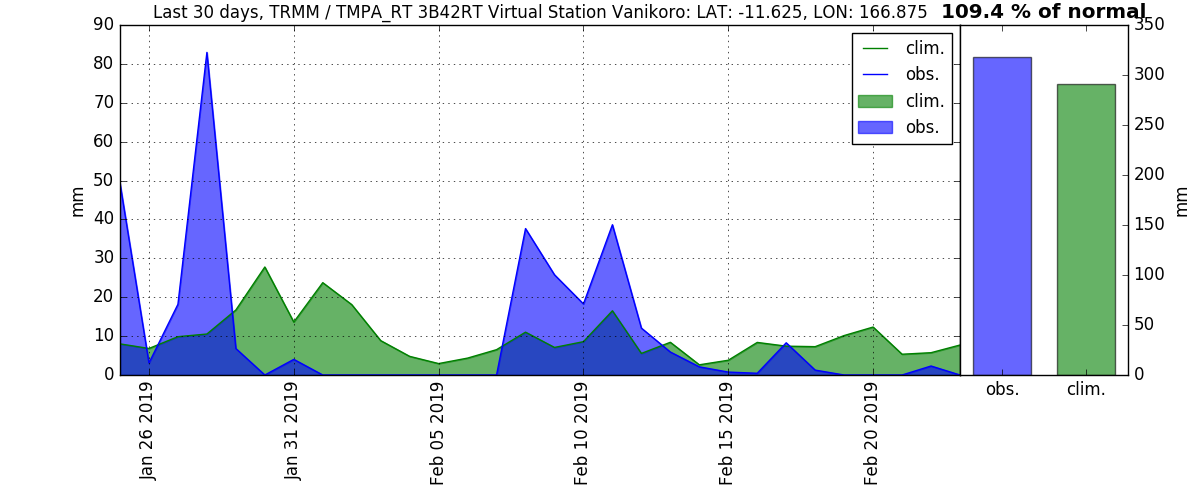 Last 30 days, TRMM / TMPA_RT 3B42RT Virtual Station Vanikoro: LAT: -11.625, LON: 166.875 109.4 % of normal
90
80
70
60
50
40
30
20
10
0
mm
clim.
obs.
clim.
obs.
350
300
250
200
150
100
50
0
mm
obs. clim.
Jan 26 2019
Jan 31 2019
Feb 05 2019
Feb 10 2019
Feb 15 2019
Feb 20 2019